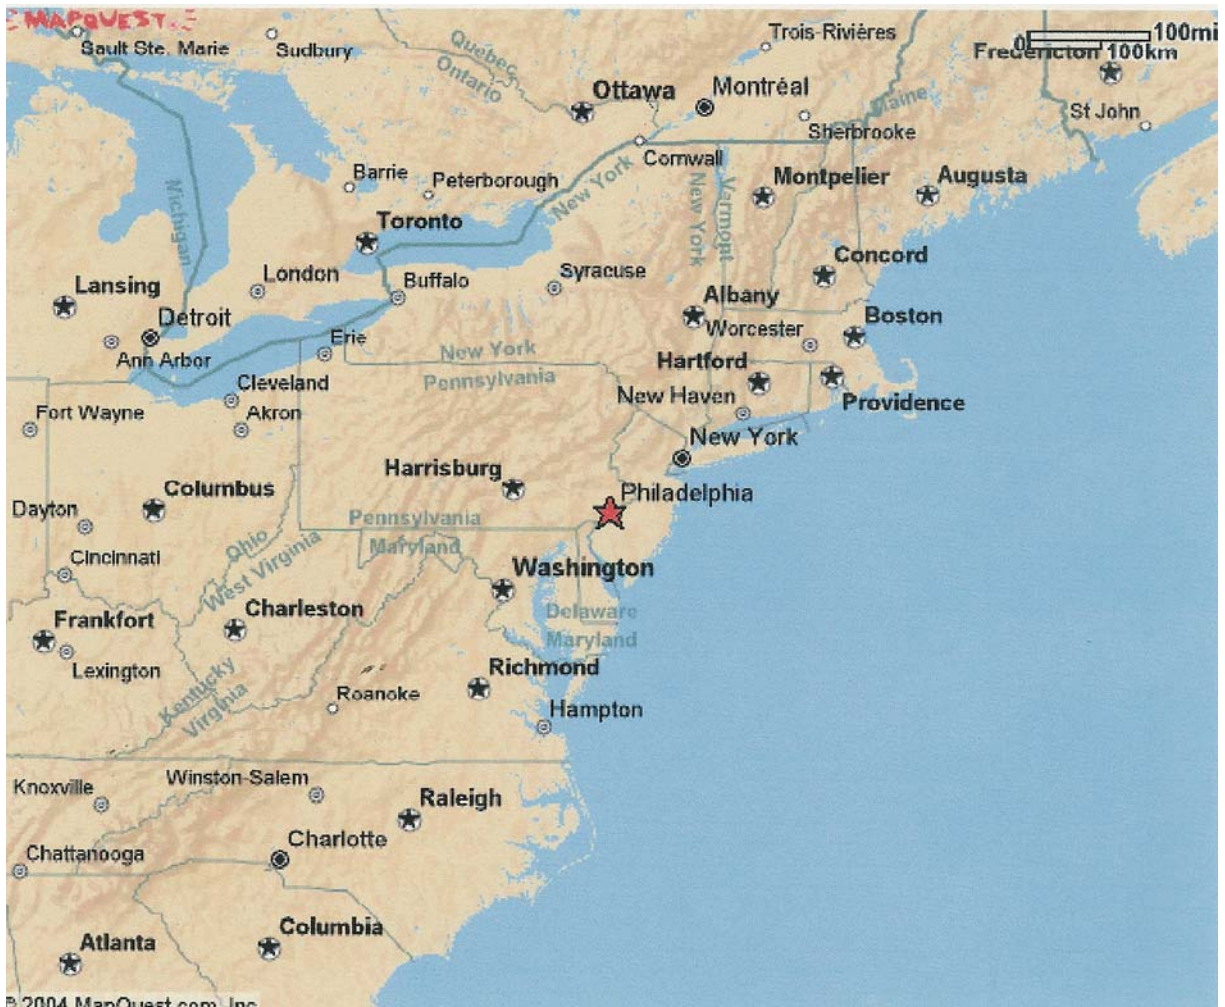 MAPQUEST.
Sault Ste. Marie
Sudbury
Trois-Rivières
0
100mi
100km
Fredericton
Québec
Ontario
Ottawa
Montréal
Maine
St John
Sherbrooke
Cornwall
Barrie
Peterborough
New York
Vermont
New York
Montpelier
Augusta
Michigan
Toronto
Concord
London
Buffalo
Syracuse
Lansing
Albany
Boston
Detroit
Worcester
Erie
Ann Arbor
New York
Hartford
Pennsylvania
Cleveland
New Haven
Providence
Fort Wayne
Akron
New York
Harrisburg
Columbus
Philadelphia
Dayton
Pennsylvania
Ohio
Maryland
Cincinnati
West Virginia
Washington
Charleston
Delaware
Frankfort
Maryland
Lexington
Richmond
Kentucky
Virginia
Roanoke
Hampton
Knoxville
Winston-Salem
Raleigh
Charlotte
Chattanooga
Columbia
Atlanta
© 2004 MapQuest.com, Inc